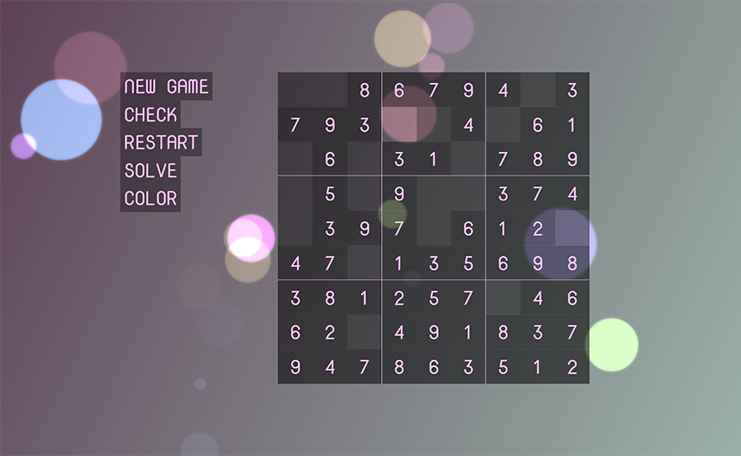 NEW GAME
CHECK
RESTART
SOLVE
COLOR
8 6 7 9 4 3
7 9 3 4 6 1
6 3 1 7 8 9
5 9 3 7 4
3 9 7 6 1 2
4 7 1 3 5 6 9 8
3 8 1 2 5 7 4 6
6 2 4 9 1 8 3 7
9 4 7 8 6 3 5 1 2